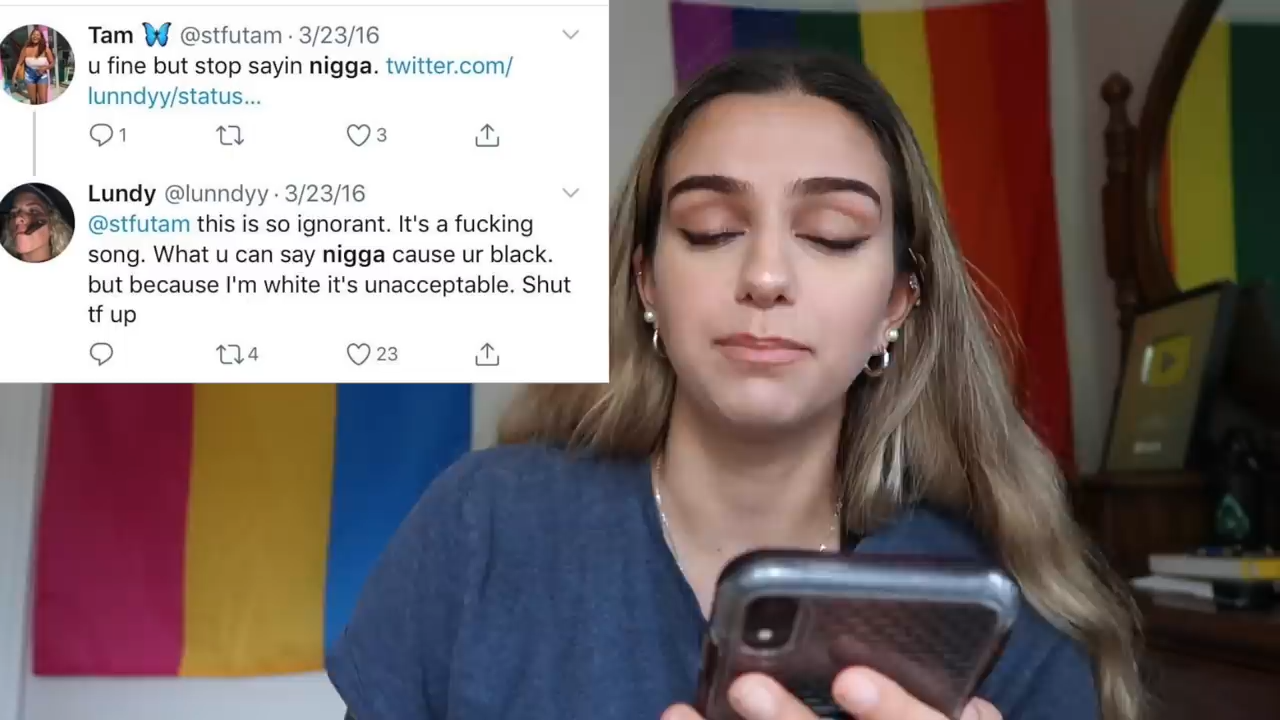 Tam 🦋 @stfutam · 3/23/16
u fine but stop sayin nigga. twitter.com/
lunndyy/status...
1
3
Lundy @lunndyy · 3/23/16
@stfutam this is so ignorant. It's a fucking
song. What u can say nigga cause ur black.
but because I'm white it's unacceptable. Shut
tf up
4
23